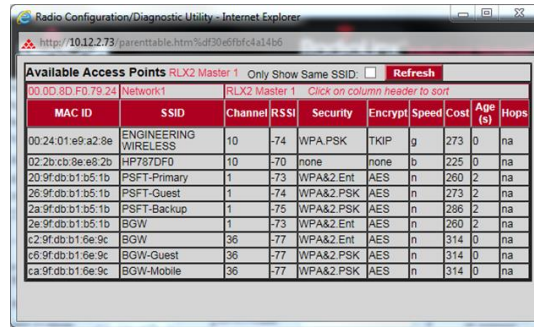 Radio Configuration/Diagnostic Utility - Internet Explorer
http://10.12.2.73/parenttable.htm%df30e6fbfc4a14b6
Available Access Points RLX2 Master 1 Only Show Same SSID: Refresh
00.0D.8D.F0.79.24 Network1 RLX2 Master 1 Click on column header to sort
MAC ID SSID Channel RSSI Security Encrypt Speed Cost Age (s) Hops
00:24:01:e9:a2:8e ENGINEERING WIRELESS 10 -74 WPA.PSK TKIP g 273 0 na
02:2b:cb:8e:e8:2b HP787DF0 10 -70 none none b 225 0 na
20:9f:db:b1:b5:1b PSFT-Primary 1 -73 WPA&2.Ent AES n 260 2 na
26:9f:db:b1:b5:1b PSFT-Guest 1 -74 WPA&2.PSK AES n 273 2 na
2a:9f:db:b1:b5:1b PSFT-Backup 1 -75 WPA&2.PSK AES n 286 2 na
2e:9f:db:b1:b5:1b BGW 1 -73 WPA&2.Ent AES n 260 2 na
c2:9f:db:b1:6e:9c BGW 36 -77 WPA&2.Ent AES n 314 0 na
c6:9f:db:b1:6e:9c BGW-Guest 36 -77 WPA&2.PSK AES n 314 0 na
ca:9f:db:b1:6e:9c BGW-Mobile 36 -77 WPA&2.PSK AES n 314 0 na